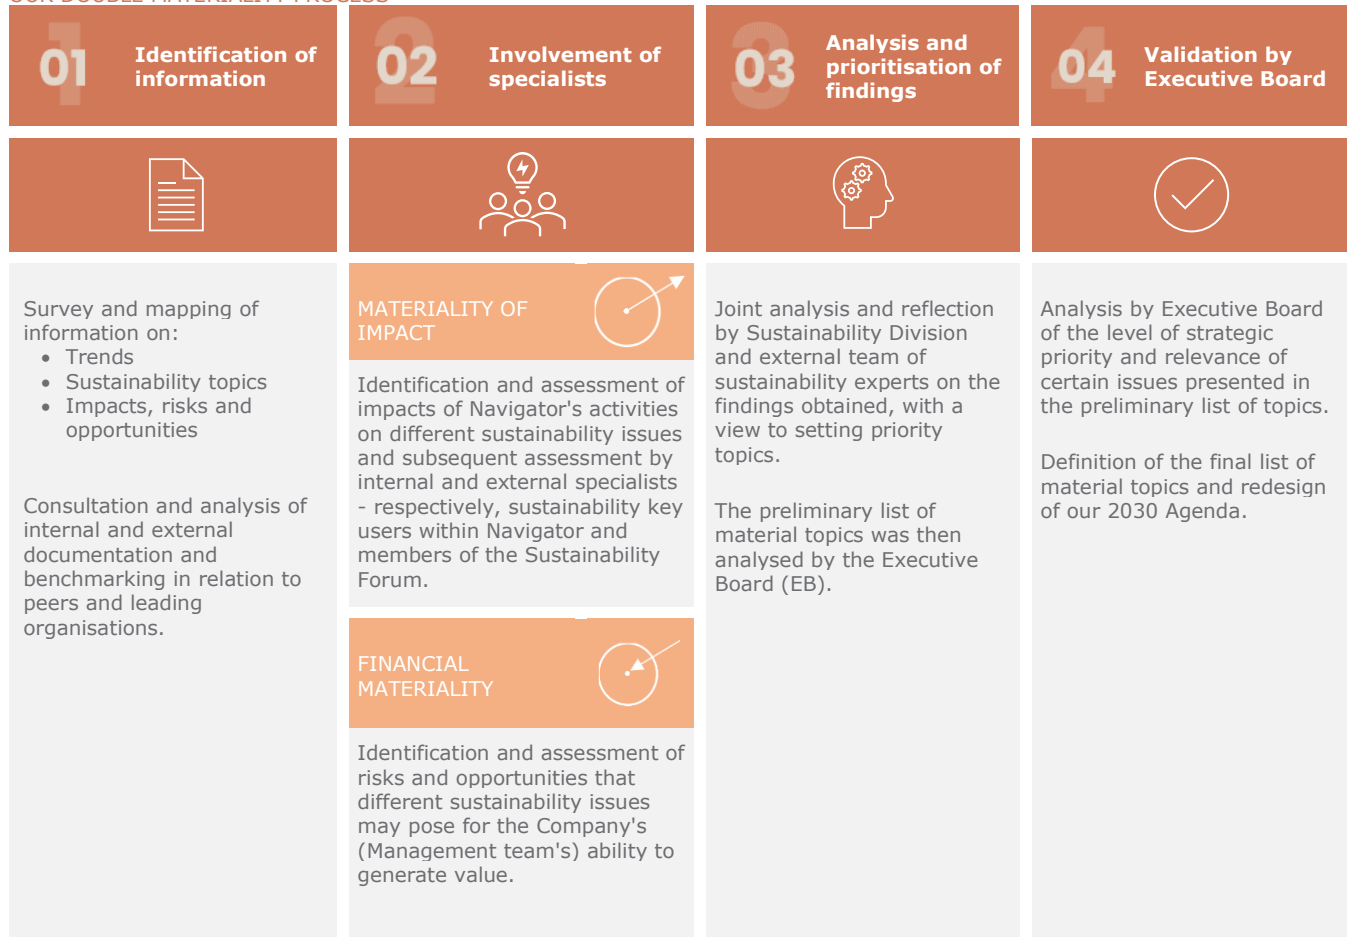 OUR DOUBLE MATERIALITY PROCESS
01
Identification of
information
02
Involvement of
specialists
03
Analysis and
prioritisation of
findings
04
Validation by
Executive Board
Survey and mapping of
information on:
• Trends
• Sustainability topics
• Impacts, risks and
opportunities
Consultation and analysis of
internal and external
documentation and
benchmarking in relation to
peers and leading
organisations.
MATERIALITY OF
IMPACT
Identification and assessment of
impacts of Navigator's activities
on different sustainability issues
and subsequent assessment by
internal and external specialists
- respectively, sustainability key
users within Navigator and
members of the Sustainability
Forum.
FINANCIAL
MATERIALITY
Identification and assessment of
risks and opportunities that
different sustainability issues
may pose for the Company's
(Management team's) ability to
generate value.
Joint analysis and reflection
by Sustainability Division
and external team of
sustainability experts on the
findings obtained, with a
view to setting priority
topics.
The preliminary list of
material topics was then
analysed by the Executive
Board (EB).
Analysis by Executive Board
of the level of strategic
priority and relevance of
certain issues presented in
the preliminary list of topics.
Definition of the final list of
material topics and redesign
of our 2030 Agenda.